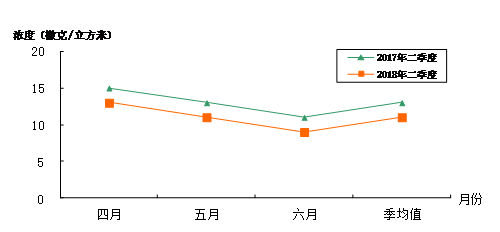 浓度（微克/立方米）
20
15
10
5
0
2017年二季度
2018年二季度
四月
五月
六月
季均值
月份